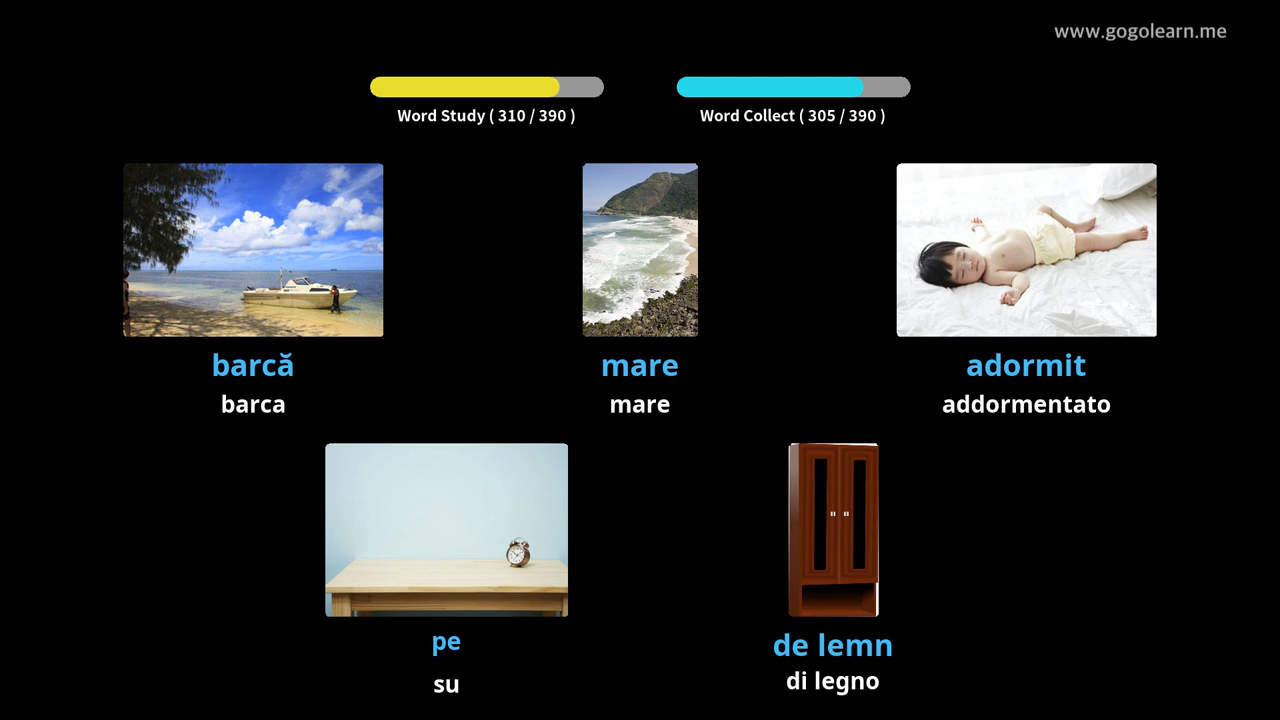 www.gogolearn.me
Word Study ( 310 / 390 )
Word Collect ( 305 / 390 )
barcă
barca
mare
mare
adormit
addormentato
pe
su
de lemn
di legno